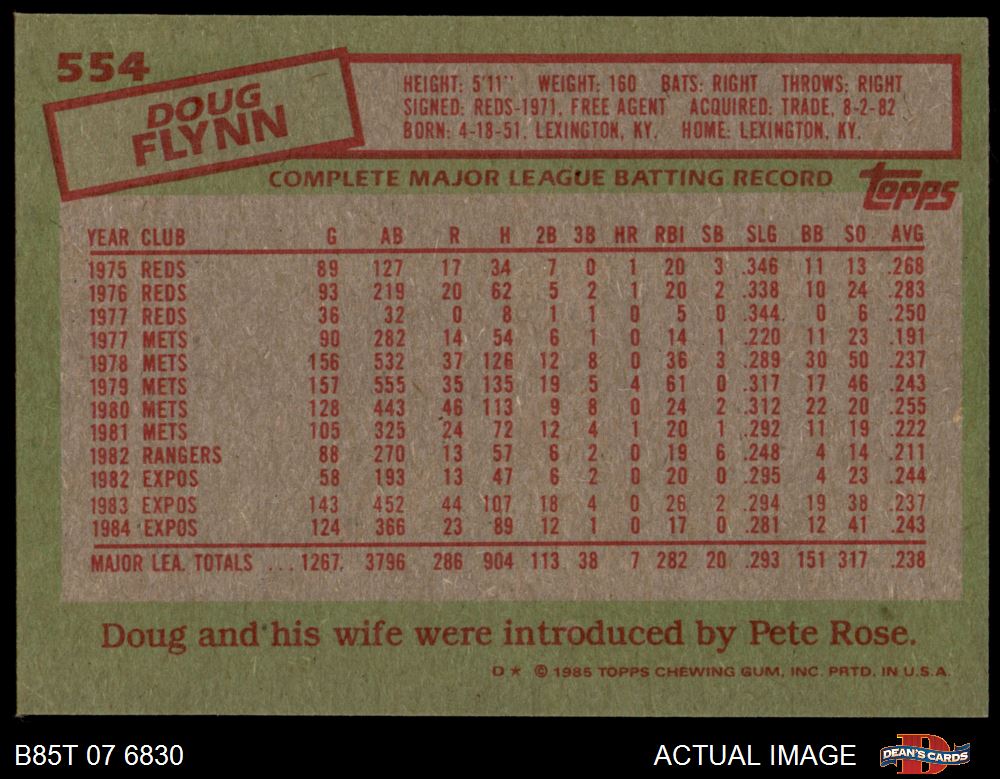 554
DOUG
FLYNN
HEIGHT: 5'11" WEIGHT: 160 BATS: RIGHT THROWS: RIGHT
SIGNED: REDS-1971, FREE AGENT ACQUIRED: TRADE, 8-2-82
BORN: 4-18-51, LEXINGTON, KY. HOME: LEXINGTON, KY.
COMPLETE MAJOR LEAGUE BATTING RECORD
topps
YEAR CLUB G AB R H 2B 3B HR RBI SB SLG BB SO AVG
1975 REDS 89 127 17 34 7 0 1 20 3 .346 11 13 .268
1976 REDS 93 219 20 62 5 2 1 20 2 .338 10 24 .283
1977 REDS 36 32 0 8 1 1 0 5 0 .344 0 6 .250
1977 METS 90 282 14 54 6 1 0 14 1 .220 11 23 .191
1978 METS 156 532 37 126 12 8 0 36 3 .289 30 50 .237
1979 METS 157 555 35 135 19 5 4 61 0 .317 17 46 .243
1980 METS 128 443 46 113 9 8 0 24 2 .312 22 20 .255
1981 METS 105 325 24 72 12 4 1 20 1 .292 11 19 .222
1982 RANGERS 88 270 13 57 6 2 0 19 6 .248 4 14 .211
1982 EXPOS 58 193 13 47 6 2 0 20 0 .295 4 23 .244
1983 EXPOS 143 452 44 107 18 4 0 26 2 .294 19 38 .237
1984 EXPOS 124 366 23 89 12 1 0 17 0 .281 12 41 .243
MAJOR LEA. TOTALS ... 1267 3796 286 904 113 38 7 282 20 .293 151 317 .238
Doug and his wife were introduced by Pete Rose.
D * © 1985 TOPPS CHEWING GUM, INC. PRTD. IN U.S.A.
B85T 07 6830
ACTUAL IMAGE
D
DEAN'S CARDS